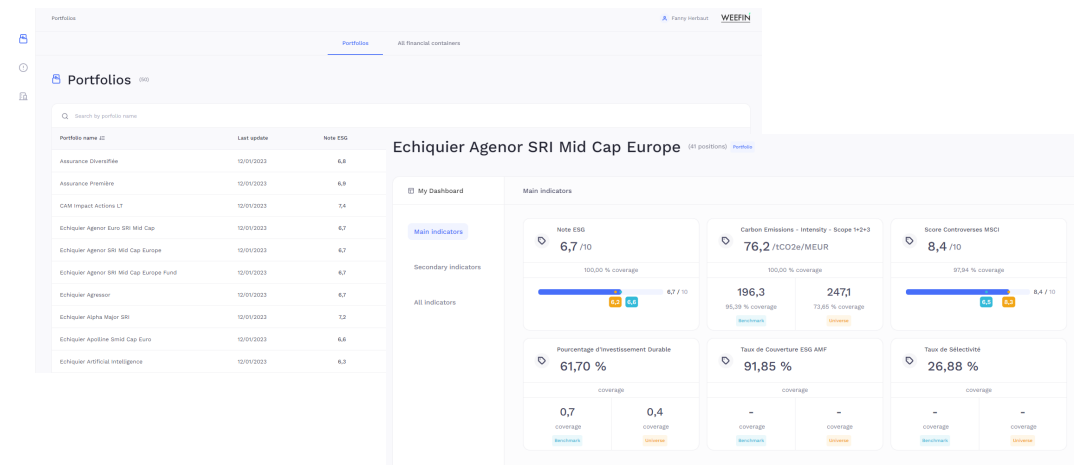 Portfolios
Fanny Herbaut WEEFIN
Portfolios All financial containers
Portfolios (60)
Search by porfolio name
Portfolio name Last update Note ESG
Assurance Diversifiée 12/01/2023 6,8
Assurance Première 12/01/2023 6,9
CAM Impact Actions LT 12/01/2023 7,4
Echiquier Agenor Euro SRI Mid Cap 12/01/2023 6,7
Echiquier Agenor SRI Mid Cap Europe 12/01/2023 6,7
Echiquier Agenor SRI Mid Cap Europe Fund 12/01/2023 6,7
Echiquier Agressor 12/01/2023 6,7
Echiquier Alpha Major SRI 12/01/2023 7,2
Echiquier Apolline Smid Cap Euro 12/01/2023 6,6
Echiquier Artificial Intelligence 12/01/2023 6,3
Echiquier Agenor SRI Mid Cap Europe (41 positions) Portfolio
My Dashboard
Main indicators
Secondary indicators
All indicators
Main indicators
Note ESG
6,7 /10
100,00 % coverage
6,7 / 10
6,3 6,6
Carbon Emissions - Intensity - Scope 1+2+3
76,2 /tCO2e/MEUR
100,00 % coverage
196,3 247,1
95,39 % coverage 73,65 % coverage
Benchmark Universe
Score Controverses MSCI
8,4 /10
97,94 % coverage
8,4 / 10
6,5 8,3
Pourcentage d'Investissement Durable
61,70 %
coverage
0,7 0,4
coverage coverage
Benchmark Universe
Taux de Couverture ESG AMF
91,85 %
coverage
- -
coverage coverage
Benchmark Universe
Taux de Sélectivité
26,88 %
coverage
- -
coverage coverage
Benchmark Universe